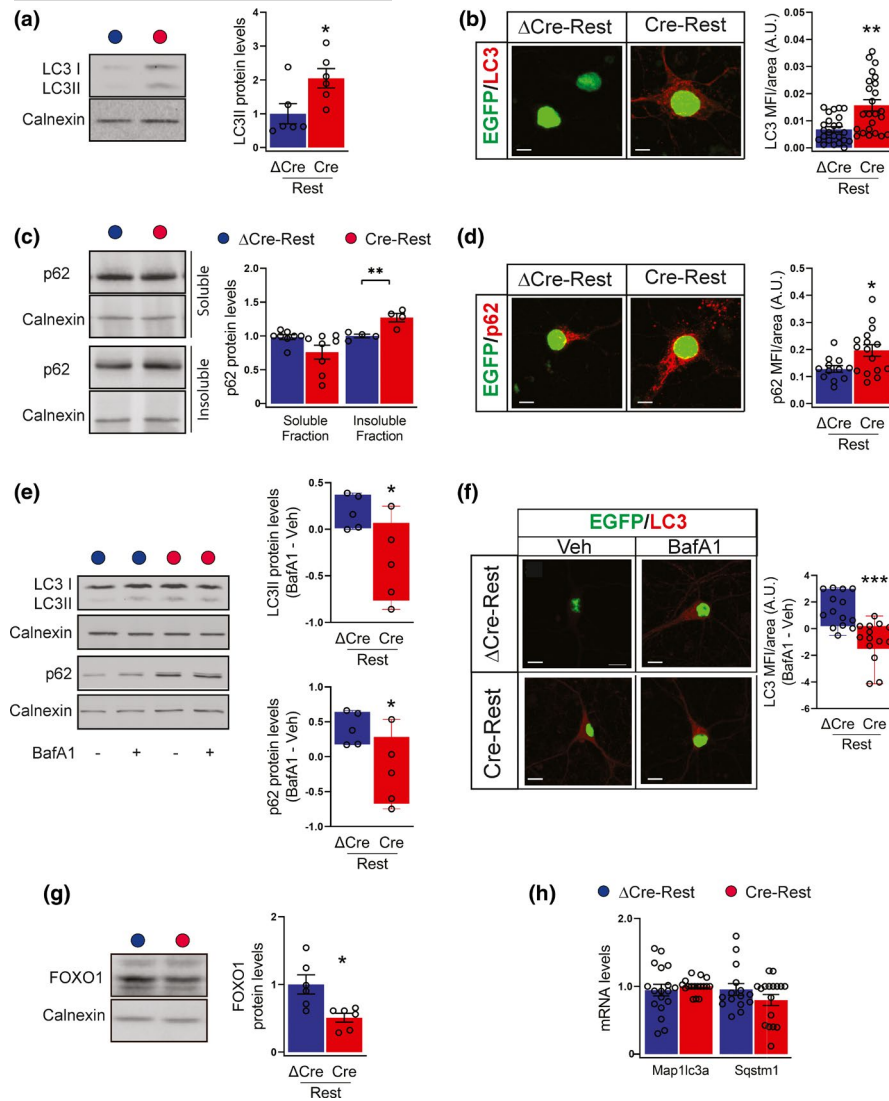 (a)
LC3 I
LC3II
Calnexin
LC3II protein levels
4
3
2
1
0
*
ΔCre Cre
Rest
(b)
ΔCre-Rest Cre-Rest
EGFP/LC3
LC3 MFI/area (A.U.)
0.04
0.03
0.02
0.01
0.00
**
ΔCre Cre
Rest
(c)
ΔCre-Rest Cre-Rest
p62
Calnexin
Soluble
p62
Calnexin
Insoluble
p62 protein levels
2.0
1.5
1.0
0.5
0.0
**
Soluble Fraction
Insoluble Fraction
(d)
ΔCre-Rest Cre-Rest
EGFP/p62
p62 MFI/area (A.U.)
0.5
0.4
0.3
0.2
0.1
0.0
*
ΔCre Cre
Rest
(e)
LC3 I
LC3II
Calnexin
p62
Calnexin
BafA1 - + - +
LC3II protein levels
(BafA1 - Veh)
0.5
0.0
-0.5
-1.0
*
ΔCre Cre
Rest
p62 protein levels
(BafA1 - Veh)
1.0
0.5
0.0
-0.5
-1.0
*
ΔCre Cre
Rest
(f)
EGFP/LC3
Veh BafA1
ΔCre-Rest
Cre-Rest
LC3 MFI/area (A.U.)
(BafA1 - Veh)
4
2
0
-2
-4
-6
***
ΔCre Cre
Rest
(g)
FOXO1
Calnexin
FOXO1
protein levels
2
1
0
*
ΔCre Cre
Rest
(h)
ΔCre-Rest Cre-Rest
mRNA levels
2.0
1.0
0.0
Map1lc3a Sqstm1